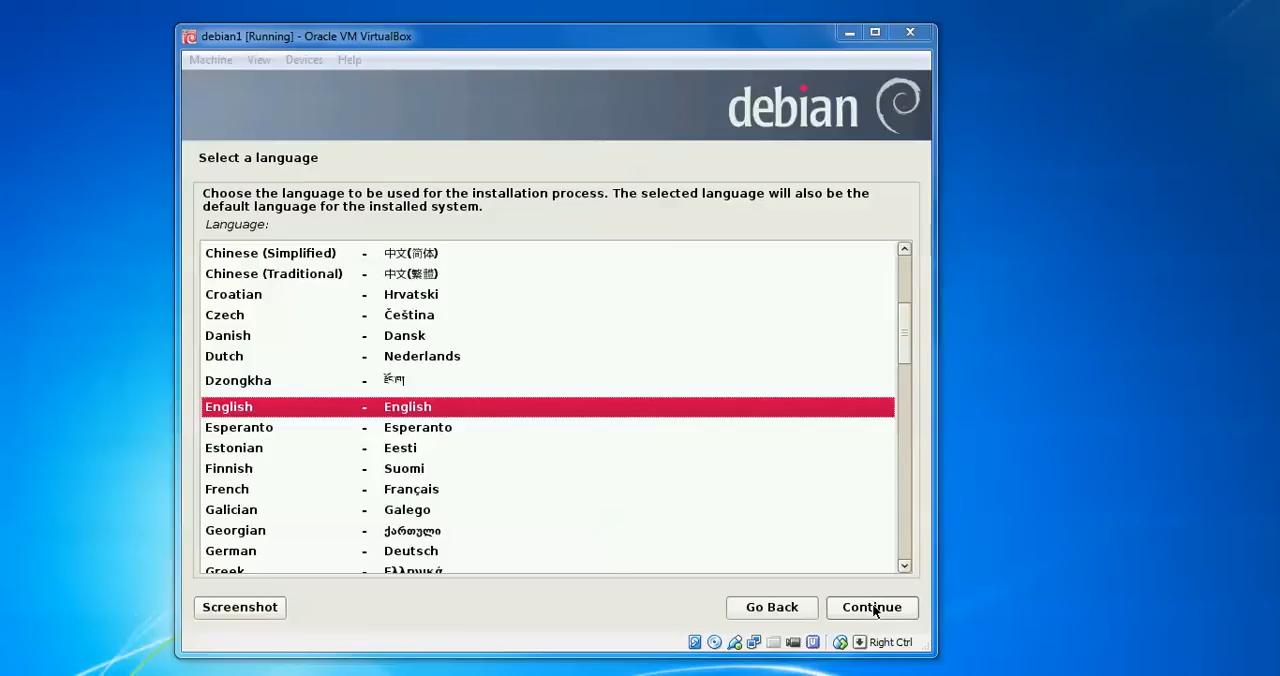 debian1 [Running] - Oracle VM VirtualBox
Machine View Devices Help
debian
Select a language
Choose the language to be used for the installation process. The selected language will also be the
default language for the installed system.
Language:
Chinese (Simplified) - 中文(简体)
Chinese (Traditional) - 中文(繁體)
Croatian - Hrvatski
Czech - Čeština
Danish - Dansk
Dutch - Nederlands
Dzongkha - རྫོང་ཁ།
English - English
Esperanto - Esperanto
Estonian - Eesti
Finnish - Suomi
French - Français
Galician - Galego
Georgian - ქართული
German - Deutsch
Greek - Ελληνικά
Screenshot Go Back Continue
Right Ctrl